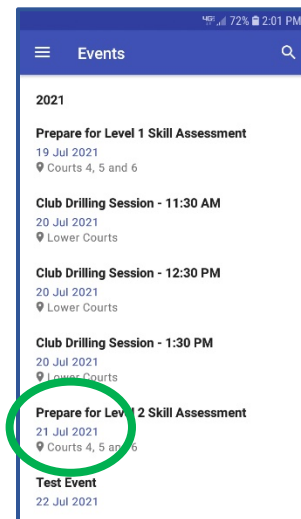 4GE 72% 2:01 PM
Events
2021
Prepare for Level 1 Skill Assessment
19 Jul 2021
Courts 4, 5 and 6
Club Drilling Session - 11:30 AM
20 Jul 2021
Lower Courts
Club Drilling Session - 12:30 PM
20 Jul 2021
Lower Courts
Club Drilling Session - 1:30 PM
20 Jul 2021
Lower Courts
Prepare for Level 2 Skill Assessment
21 Jul 2021
Courts 4, 5 and 6
Test Event
22 Jul 2021